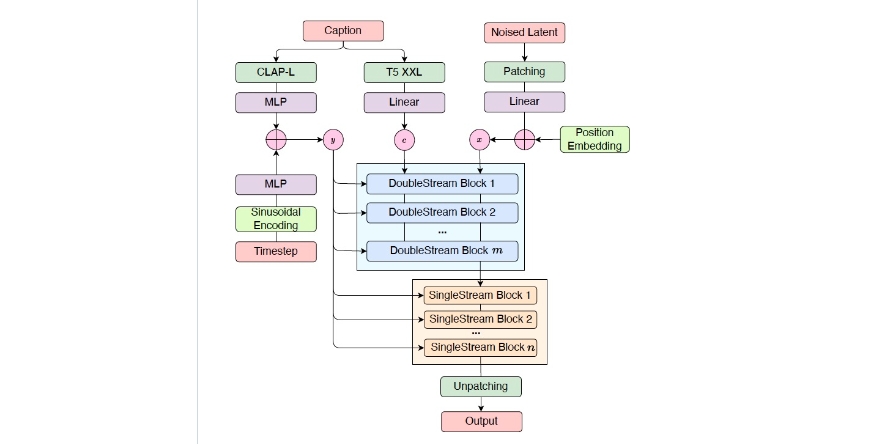 Caption
Noised Latent
CLAP-L
T5 XXL
Patching
MLP
Linear
Linear
y
c
x
Position
Embedding
MLP
DoubleStream Block 1
Sinusoidal
Encoding
DoubleStream Block 2
...
Timestep
DoubleStream Block m
SingleStream Block 1
SingleStream Block 2
...
SingleStream Block n
Unpatching
Output